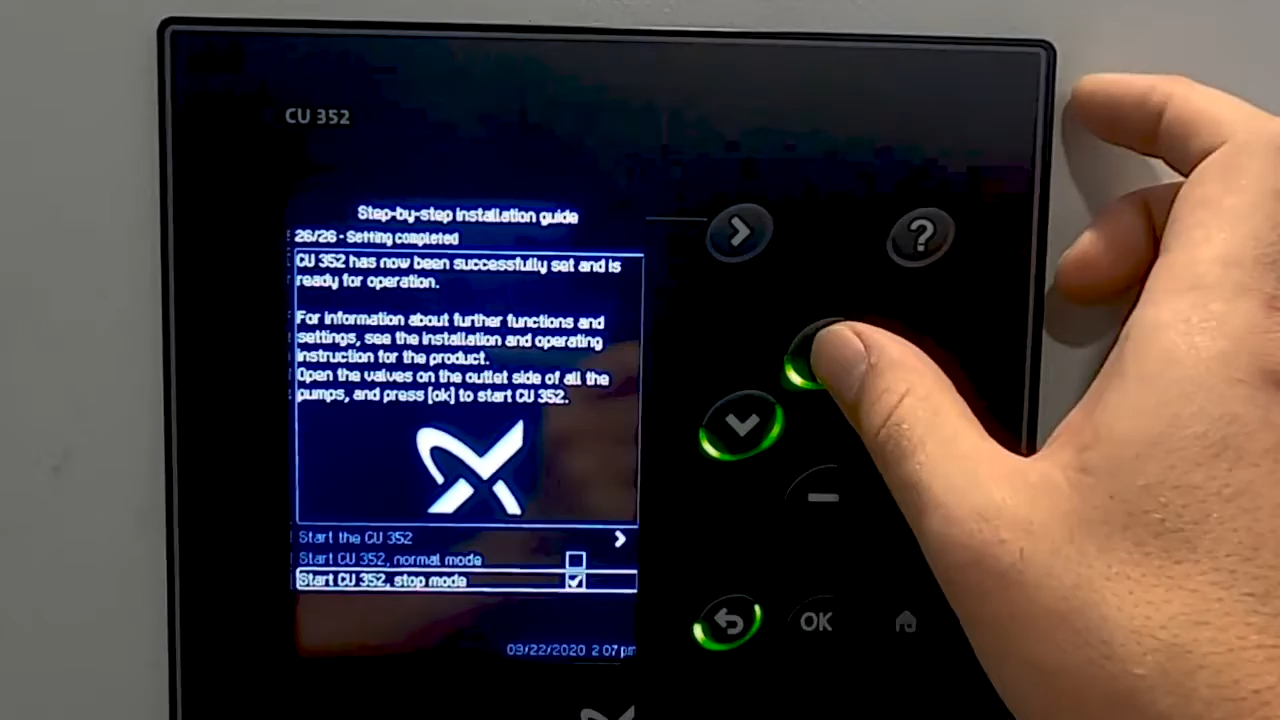 CU 352
Step-by-step installation guide
26/26 - Setting completed
CU 352 has now been successfully set and is
ready for operation.
For information about further functions and
settings, see the installation and operating
instruction for the product.
Open the valves on the outlet side of all the
pumps, and press [ok] to start CU 352.
Start the CU 352
Start CU 352, normal mode
Start CU 352, stop mode
09/22/2020 2:07pm
?
OK